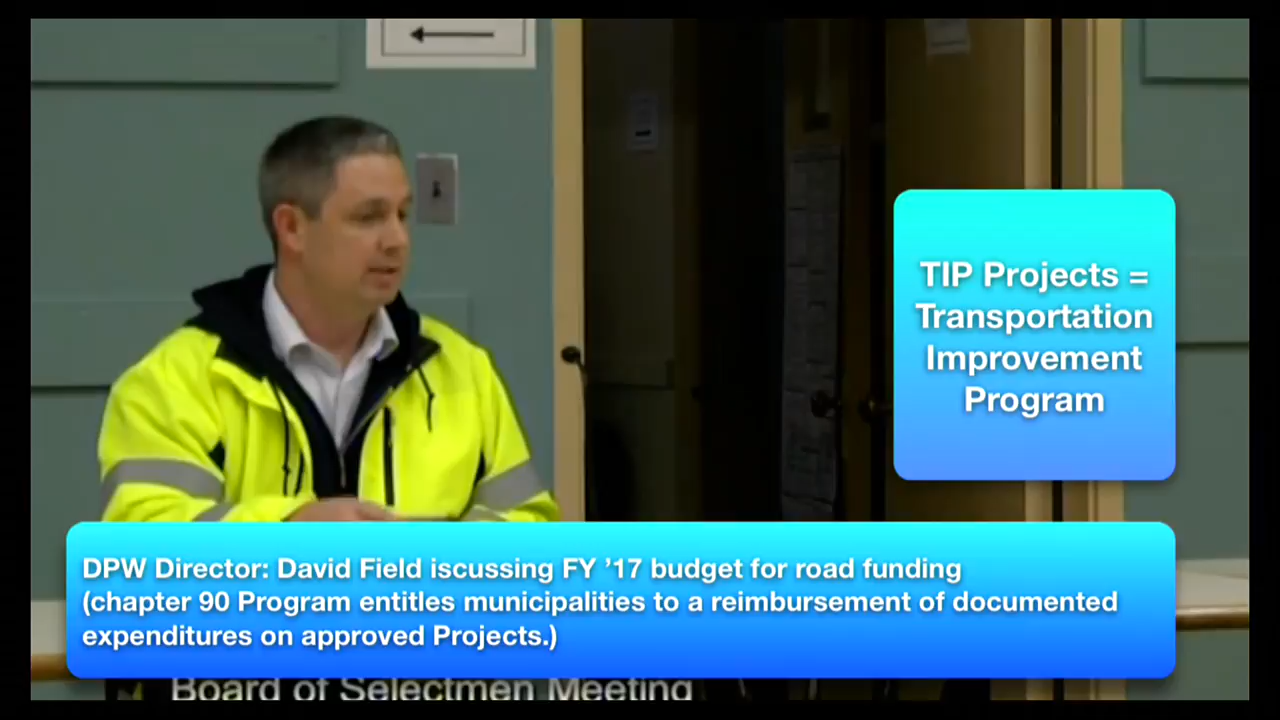 TIP Projects =
Transportation
Improvement
Program
DPW Director: David Field iscussing FY ’17 budget for road funding
(chapter 90 Program entitles municipalities to a reimbursement of documented
expenditures on approved Projects.)
Board of Selectmen Meeting